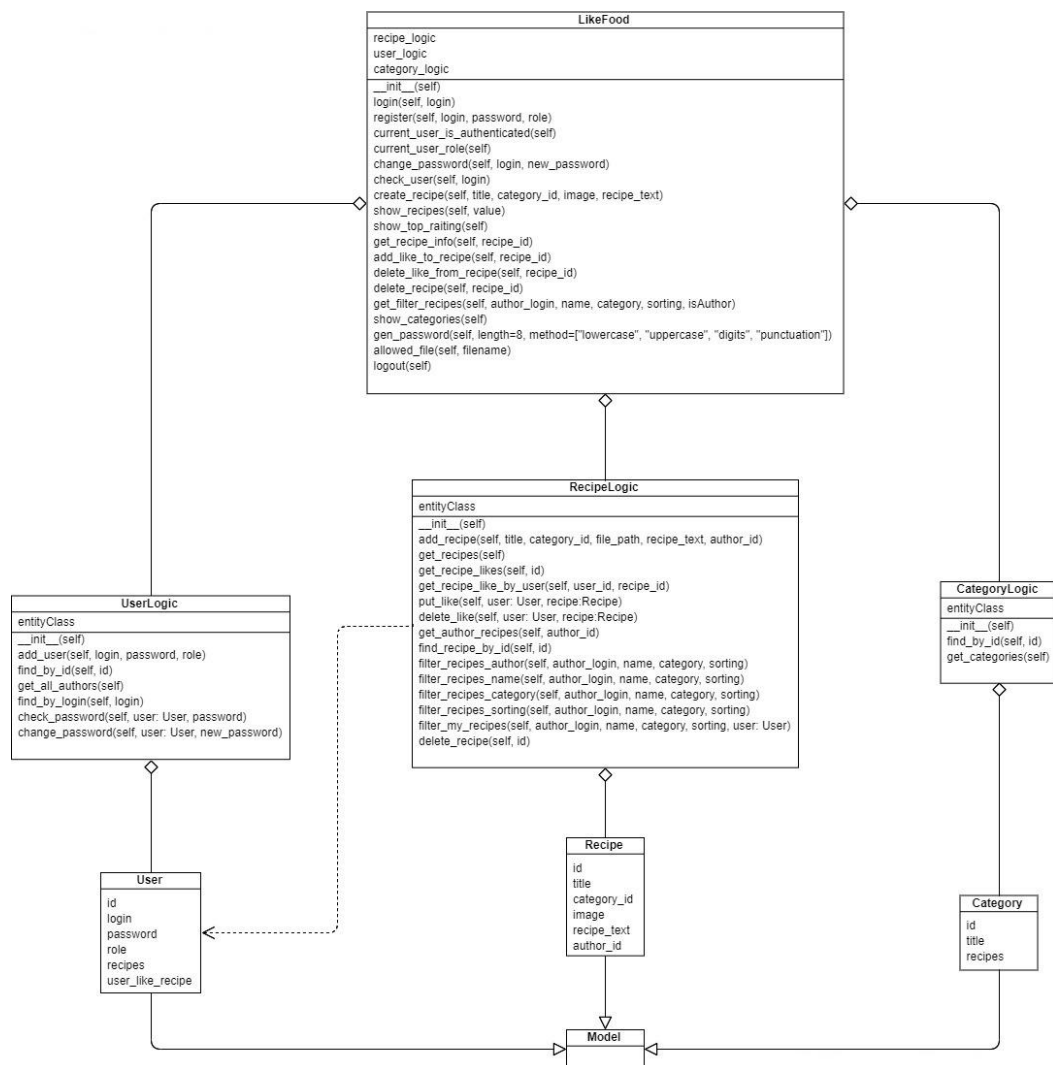 LikeFood
recipe_logic
user_logic
category_logic
__init__(self)
login(self, login)
register(self, login, password, role)
current_user_is_authenticated(self)
current_user_role(self)
change_password(self, login, new_password)
check_user(self, login)
create_recipe(self, title, category_id, image, recipe_text)
show_recipes(self, value)
show_top_raiting(self)
get_recipe_info(self, recipe_id)
add_like_to_recipe(self, recipe_id)
delete_like_from_recipe(self, recipe_id)
delete_recipe(self, recipe_id)
get_filter_recipes(self, author_login, name, category, sorting, isAuthor)
show_categories(self)
gen_password(self, length=8, method=["lowercase", "uppercase", "digits", "punctuation"])
allowed_file(self, filename)
logout(self)
RecipeLogic
entityClass
__init__(self)
add_recipe(self, title, category_id, file_path, recipe_text, author_id)
get_recipes(self)
get_recipe_likes(self, id)
get_recipe_like_by_user(self, user_id, recipe_id)
put_like(self, user: User, recipe:Recipe)
delete_like(self, user: User, recipe:Recipe)
get_author_recipes(self, author_id)
find_recipe_by_id(self, id)
filter_recipes_author(self, author_login, name, category, sorting)
filter_recipes_name(self, author_login, name, category, sorting)
filter_recipes_category(self, author_login, name, category, sorting)
filter_recipes_sorting(self, author_login, name, category, sorting)
filter_my_recipes(self, author_login, name, category, sorting, user: User)
delete_recipe(self, id)
UserLogic
entityClass
__init__(self)
add_user(self, login, password, role)
find_by_id(self, id)
get_all_authors(self)
find_by_login(self, login)
check_password(self, user: User, password)
change_password(self, user: User, new_password)
CategoryLogic
entityClass
__init__(self)
find_by_id(self, id)
get_categories(self)
User
id
login
password
role
recipes
user_like_recipe
Recipe
id
title
category_id
image
recipe_text
author_id
Category
id
title
recipes
Model